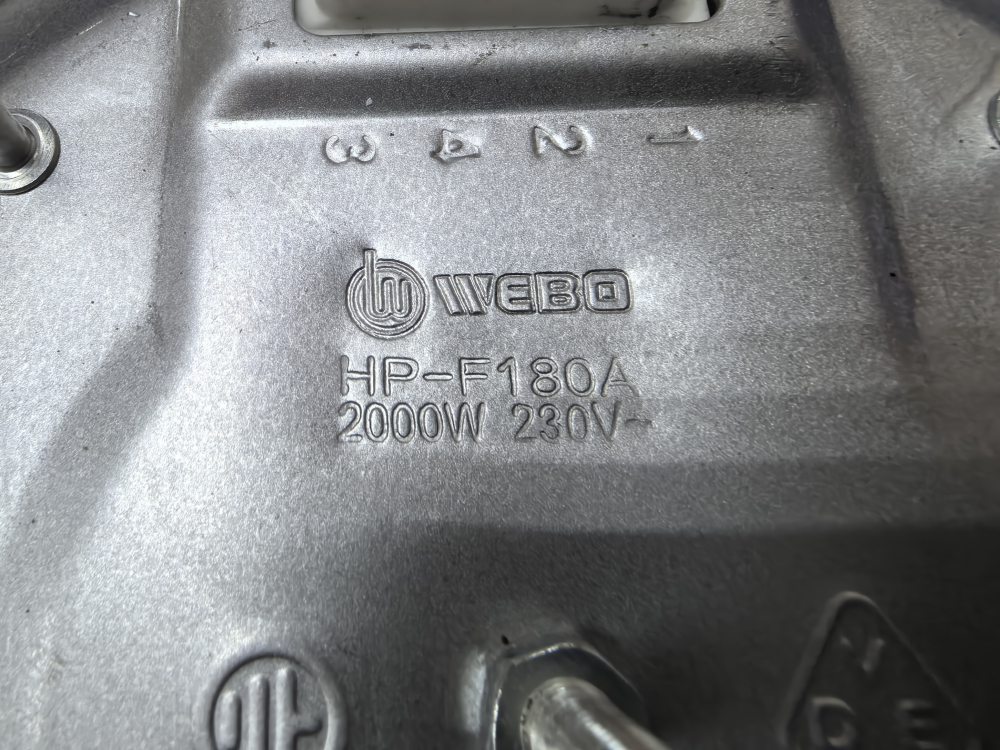 3 4 2 1
WEBO
HP-F180A
2000W 230V~
V
D E